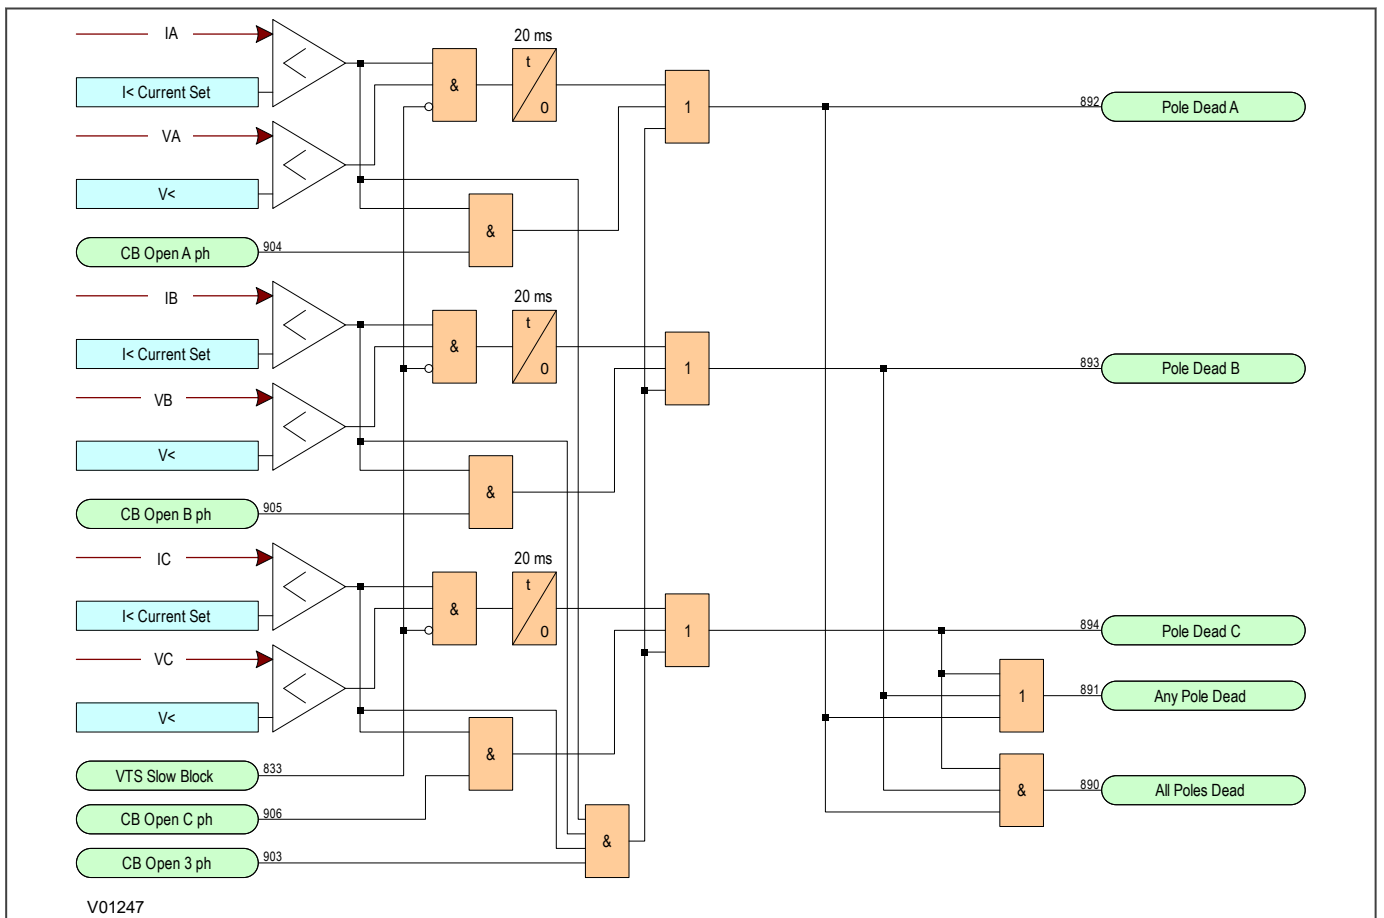 IA
20 ms
t
&
0
I< Current Set
1
892
Pole Dead A
VA
V<
&
CB Open A ph
904
IB
20 ms
t
&
0
I< Current Set
1
893
Pole Dead B
VB
V<
&
CB Open B ph
905
IC
20 ms
t
&
0
I< Current Set
1
894
Pole Dead C
VC
1
891
Any Pole Dead
V<
&
VTS Slow Block
833
&
890
All Poles Dead
CB Open C ph
906
&
CB Open 3 ph
903
V01247